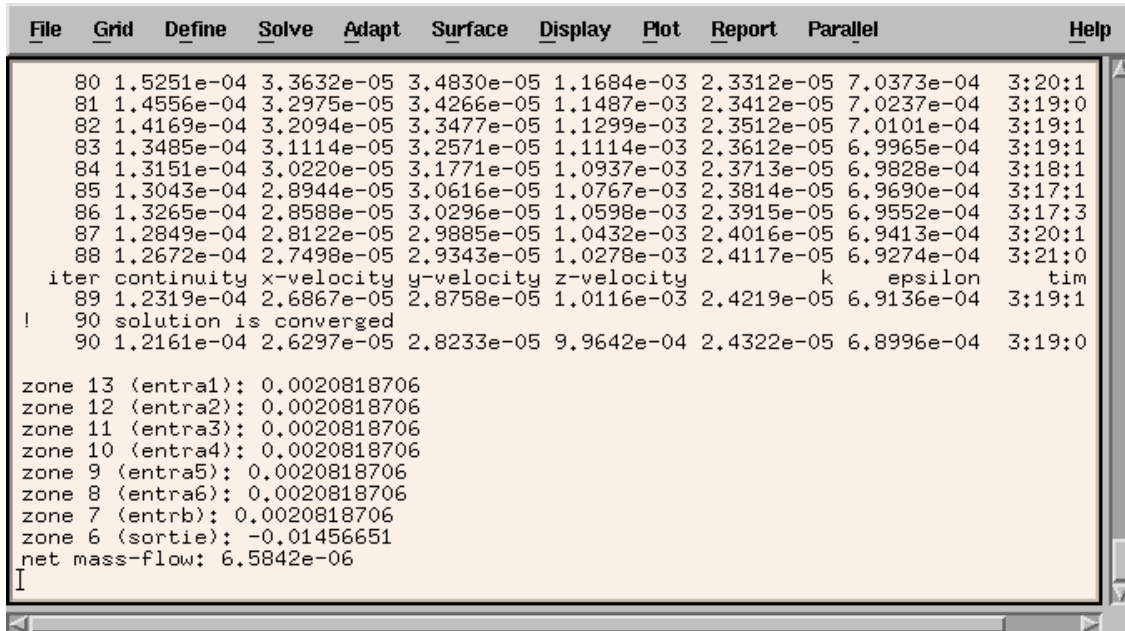 File Grid Define Solve Adapt Surface Display Plot Report Parallel Help
80 1.5251e-04 3.3632e-05 3.4830e-05 1.1684e-03 2.3312e-05 7.0373e-04 3:20:1
81 1.4556e-04 3.2975e-05 3.4266e-05 1.1487e-03 2.3412e-05 7.0237e-04 3:19:0
82 1.4169e-04 3.2094e-05 3.3477e-05 1.1299e-03 2.3512e-05 7.0101e-04 3:19:1
83 1.3485e-04 3.1114e-05 3.2571e-05 1.1114e-03 2.3612e-05 6.9965e-04 3:19:1
84 1.3151e-04 3.0220e-05 3.1771e-05 1.0937e-03 2.3713e-05 6.9828e-04 3:18:1
85 1.3043e-04 2.8944e-05 3.0616e-05 1.0767e-03 2.3814e-05 6.9690e-04 3:17:1
86 1.3265e-04 2.8588e-05 3.0296e-05 1.0598e-03 2.3915e-05 6.9552e-04 3:17:3
87 1.2849e-04 2.8122e-05 2.9885e-05 1.0432e-03 2.4016e-05 6.9413e-04 3:20:1
88 1.2672e-04 2.7498e-05 2.9343e-05 1.0278e-03 2.4117e-05 6.9274e-04 3:21:0
iter continuity x-velocity y-velocity z-velocity k epsilon tim
89 1.2319e-04 2.6867e-05 2.8758e-05 1.0116e-03 2.4219e-05 6.9136e-04 3:19:1
! 90 solution is converged
90 1.2161e-04 2.6297e-05 2.8233e-05 9.9642e-04 2.4322e-05 6.8996e-04 3:19:0
zone 13 (entra1): 0.0020818706
zone 12 (entra2): 0.0020818706
zone 11 (entra3): 0.0020818706
zone 10 (entra4): 0.0020818706
zone 9 (entra5): 0.0020818706
zone 8 (entra6): 0.0020818706
zone 7 (entrb): 0.0020818706
zone 6 (sortie): -0.01456651
net mass-flow: 6.5842e-06